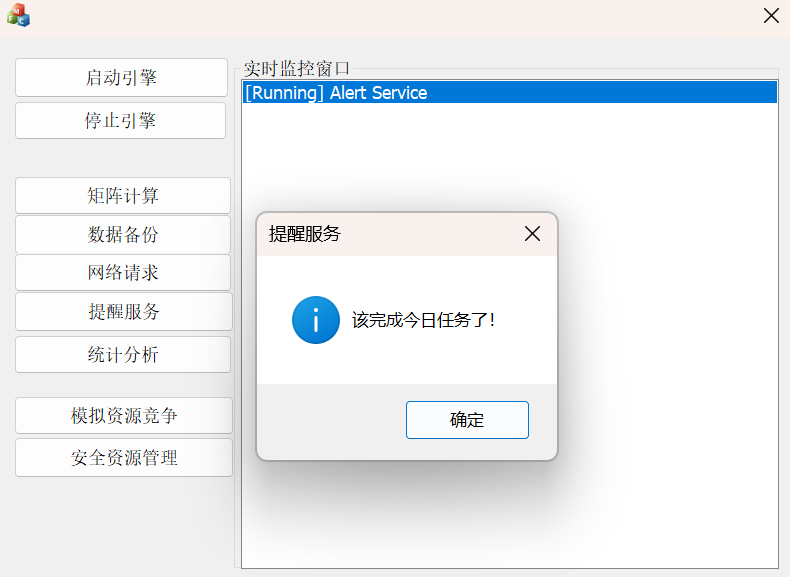 启动引擎
停止引擎
矩阵计算
数据备份
网络请求
提醒服务
统计分析
模拟资源竞争
安全资源管理
实时监控窗口
[Running] Alert Service
提醒服务
该完成今日任务了!
确定